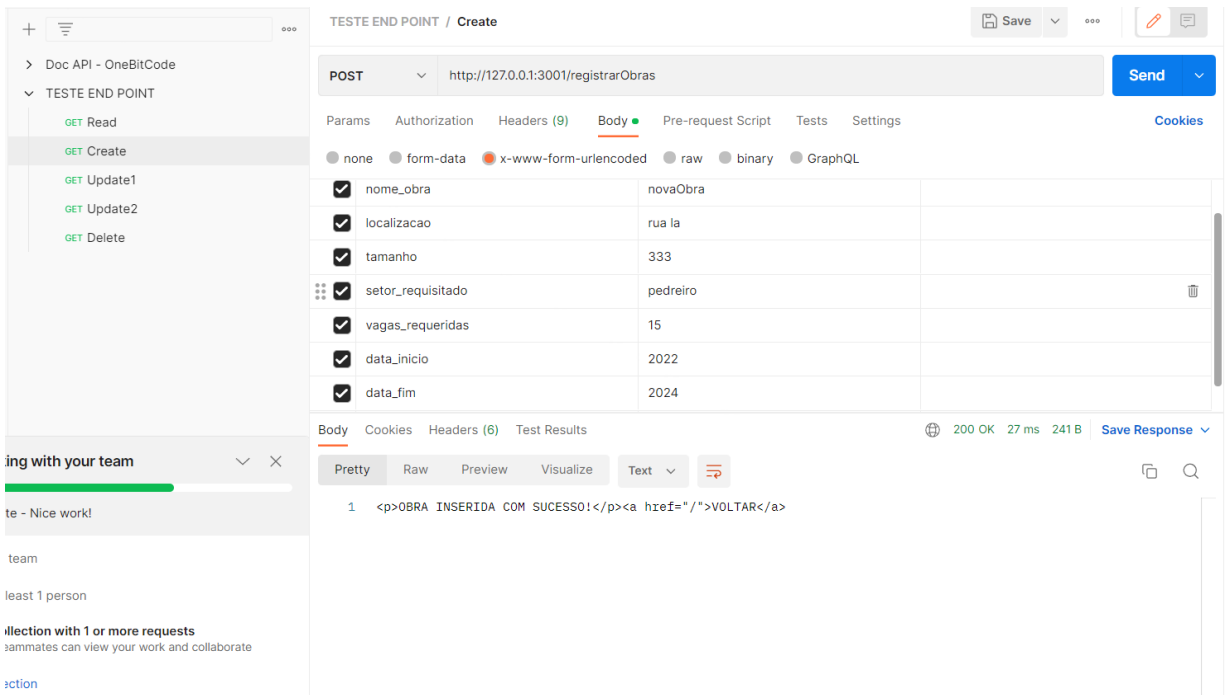 TESTE END POINT / Create
Save
Doc API - OneBitCode
TESTE END POINT
GET Read
GET Create
GET Update1
GET Update2
GET Delete
POST http://127.0.0.1:3001/registrarObras Send
Params Authorization Headers (9) Body Pre-request Script Tests Settings Cookies
none form-data x-www-form-urlencoded raw binary GraphQL
nome_obra novaObra
localizacao rua la
tamanho 333
setor_requisitado pedreiro
vagas_requeridas 15
data_inicio 2022
data_fim 2024
ing with your team
te - Nice work!
team
least 1 person
llection with 1 or more requests
eammates can view your work and collaborate
ection
Body Cookies Headers (6) Test Results 200 OK 27 ms 241 B Save Response
Pretty Raw Preview Visualize Text
1 <p>OBRA INSERIDA COM SUCESSO!</p><a href="/">VOLTAR</a>